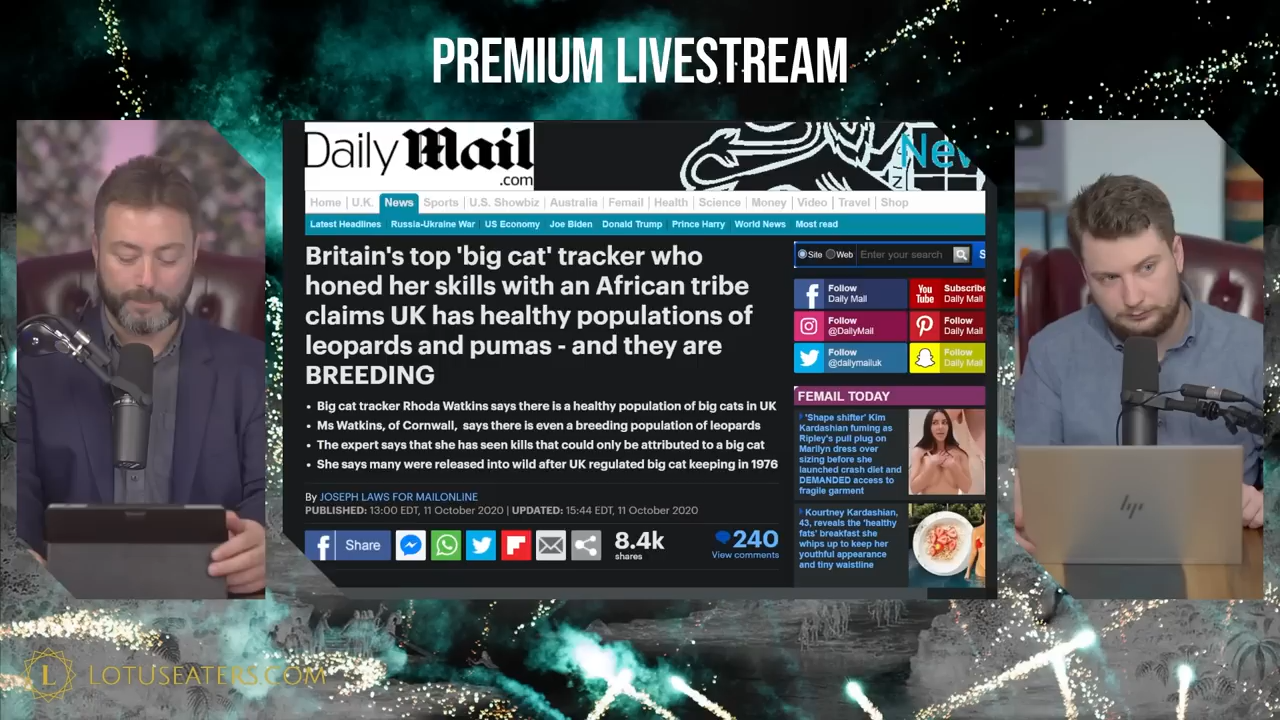 PREMIUM LIVESTREAM
Daily Mail
.com
Home U.K. News Sports U.S. Showbiz Australia Femail Health Science Money Video Travel Shop
Latest Headlines Russia-Ukraine War US Economy Joe Biden Donald Trump Prince Harry World News Most read
Britain's top 'big cat' tracker who
honed her skills with an African tribe
claims UK has healthy populations of
leopards and pumas - and they are
BREEDING
• Big cat tracker Rhoda Watkins says there is a healthy population of big cats in UK
• Ms Watkins, of Cornwall, says there is even a breeding population of leopards
• The expert says that she has seen kills that could only be attributed to a big cat
• She says many were released into wild after UK regulated big cat keeping in 1976
By JOSEPH LAWS FOR MAILONLINE
PUBLISHED: 13:00 EDT, 11 October 2020 | UPDATED: 15:44 EDT, 11 October 2020
f Share
8.4k
shares
240
View comments
Site Web Enter your search
Follow
Daily Mail
You
Tube
Subscribe
Daily Mail
Follow
@DailyMail
Follow
Daily Mail
Follow
@dailymailuk
Follow
Daily Mail
FEMAIL TODAY
'Shape shifter' Kim
Kardashian fuming as
Ripley's pull plug on
Marilyn dress over
sizing before she
launched crash diet and
DEMANDED access to
fragile garment
Kourtney Kardashian,
43, reveals the 'healthy
fats' breakfast she
whips up to keep her
youthful appearance
and tiny waistline
hp
L LOTUSEATERS.COM